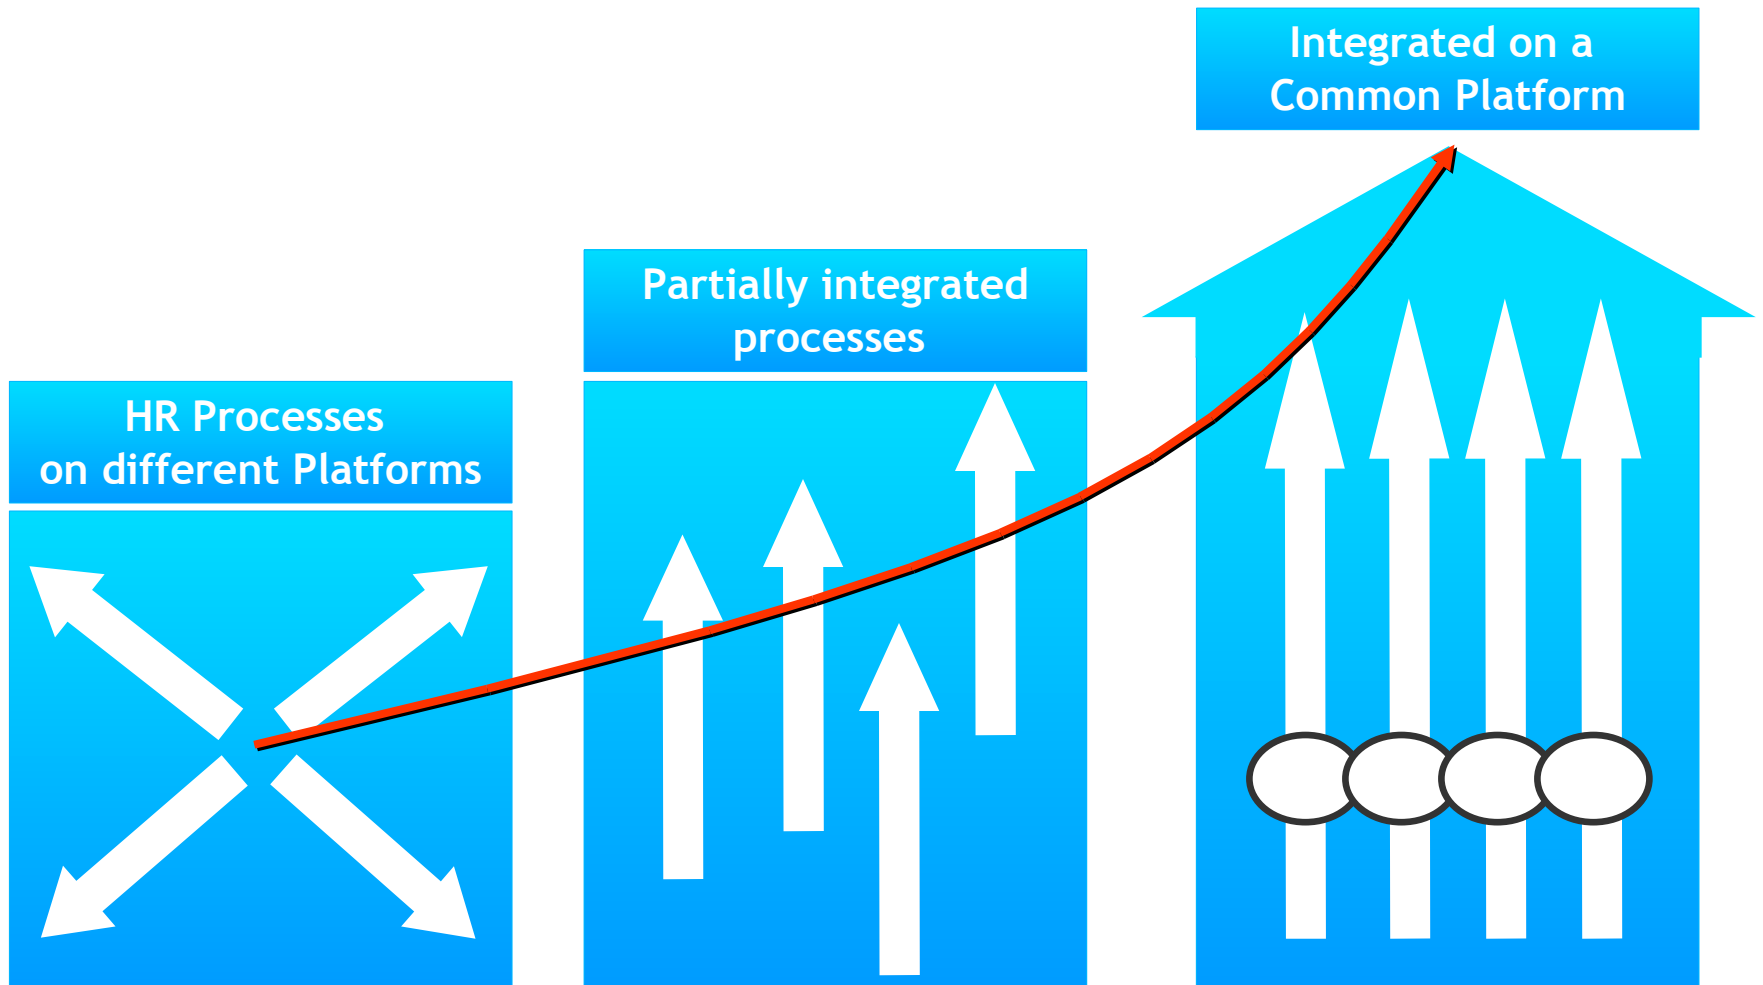 Integrated on a
Common Platform
Partially integrated
processes
HR Processes
on different Platforms